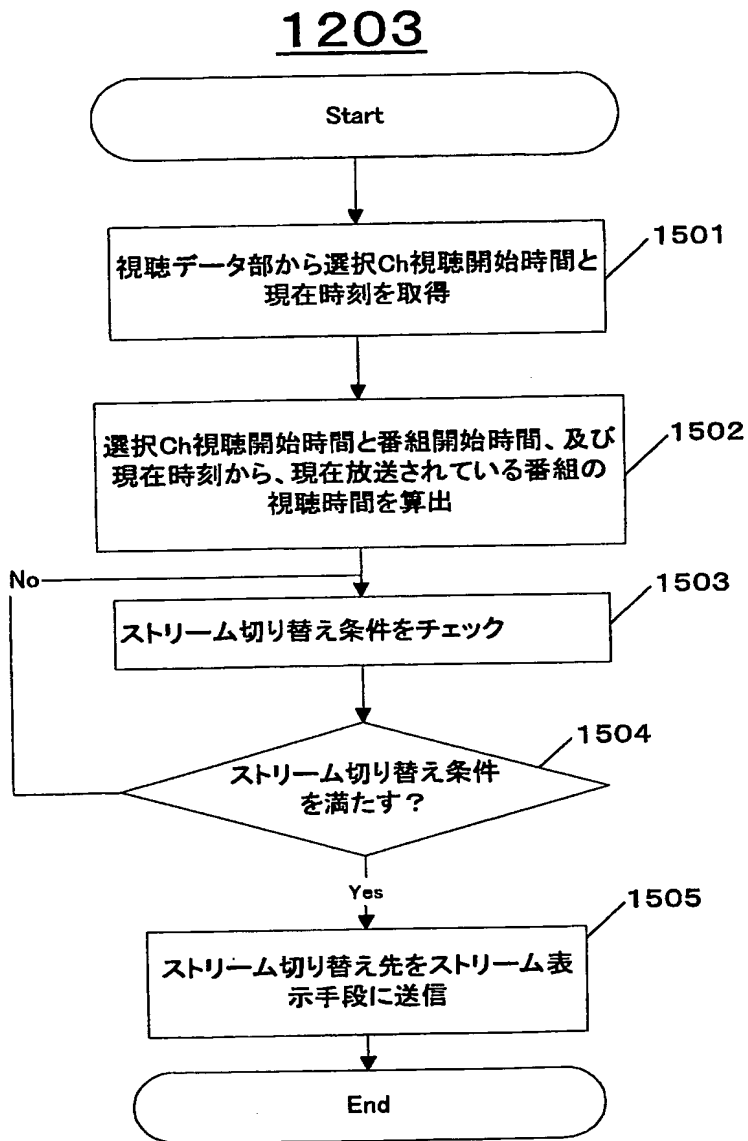 1203
Start
視聴データ部から選択Ch視聴開始時間と
現在時刻を取得
1501
選択Ch視聴開始時間と番組開始時間、及び
現在時刻から、現在放送されている番組の
視聴時間を算出
1502
No
ストリーム切り替え条件をチェック
1503
ストリーム切り替え条件
を満たす？
1504
Yes
ストリーム切り替え先をストリーム表
示手段に送信
1505
End